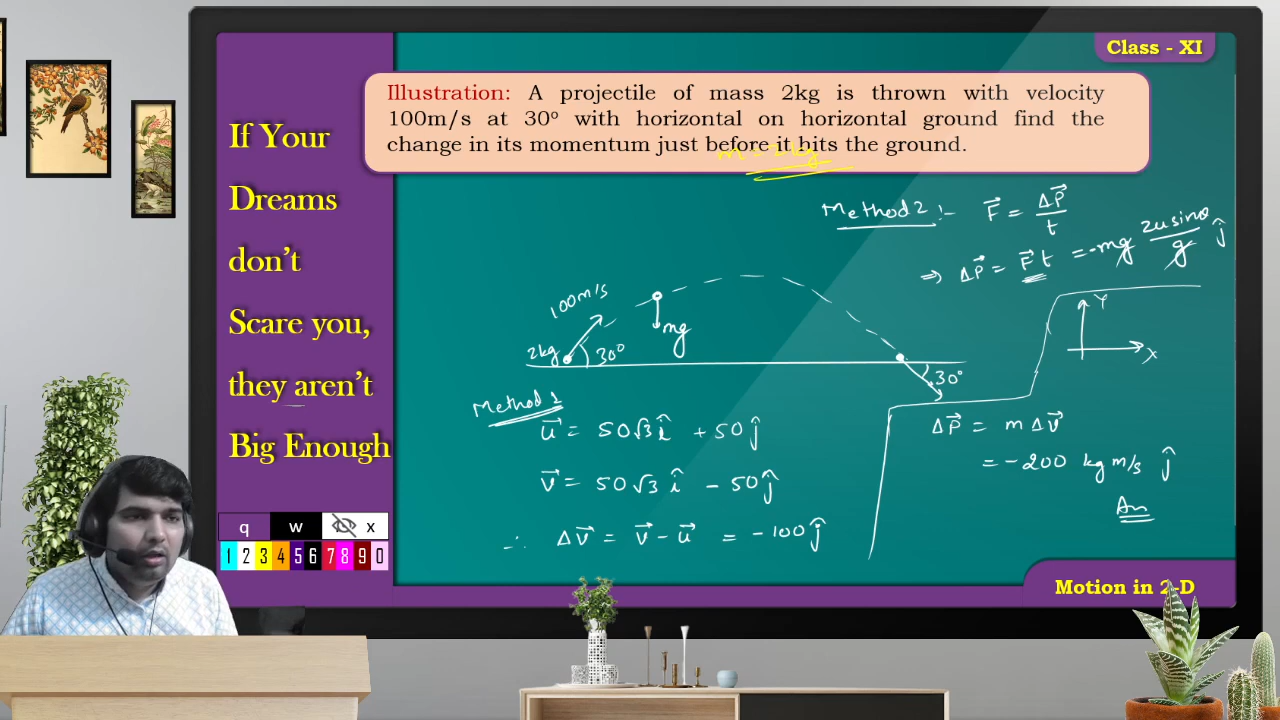 Class - XI
Illustration: A projectile of mass 2kg is thrown with velocity
100m/s at 30° with horizontal on horizontal ground find the
change in its momentum just before it hits the ground.
m = 2kg
If Your
Dreams
don't
Scare you,
they aren't
Big Enough
q w x
1 2 3 4 5 6 7 8 9 0
Method 2 :- F⃗ = ΔP⃗/t
⇒ ΔP⃗ = F⃗t = -mg 2u sinθ/g ĵ
100m/s
mg
2kg 30°
30°
Y
X
Method 1
u⃗ = 50√3 î + 50 ĵ
v⃗ = 50√3 î - 50 ĵ
∴ Δv⃗ = v⃗ - u⃗ = -100 ĵ
ΔP⃗ = mΔv⃗
= -200 kg m/s ĵ
An
Motion in 2-D